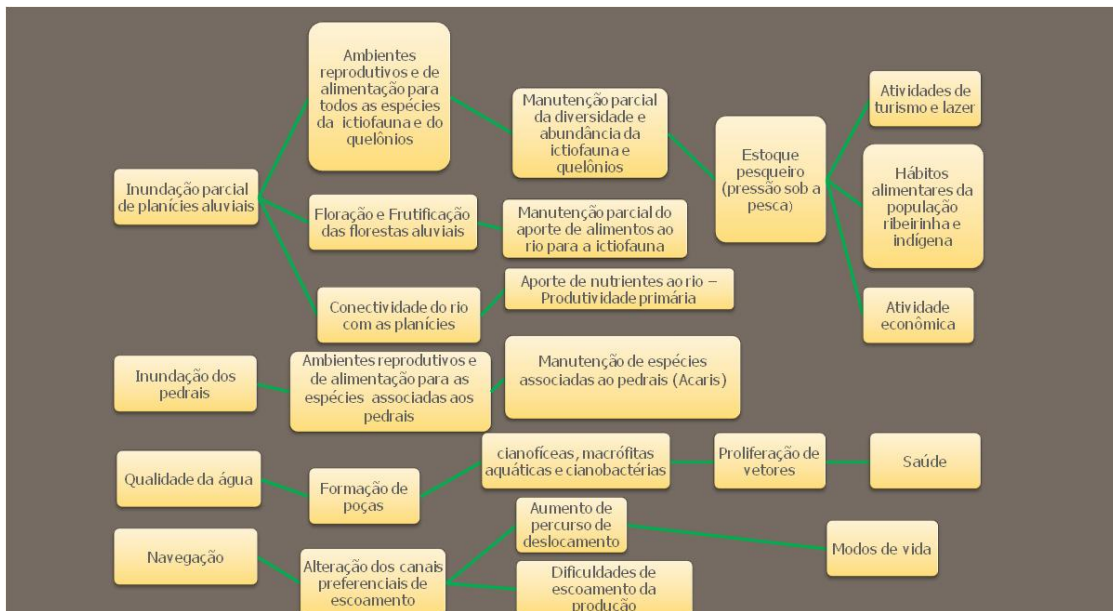 Ambientes
reprodutivos e de
alimentação para
todos as espécies
da ictiofauna e do
quelônios
Manutenção parcial
da diversidade e
abundância da
ictiofauna e
quelônios
Estoque
pesqueiro
(pressão sob a
pesca)
Atividades de
turismo e lazer
Hábitos
alimentares da
população
ribeirinha e
indígena
Atividade
econômica
Inundação parcial
de planícies aluviais
Floração e Frutificação
das florestas aluviais
Manutenção parcial do
aporte de alimentos ao
rio para a ictiofauna
Conectividade do rio
com as planícies
Aporte de nutrientes ao rio –
Produtividade primária
Inundação dos
pedrais
Ambientes reprodutivos e
de alimentação para as
espécies associadas aos
pedrais
Manutenção de espécies
associadas ao pedrais (Acaris)
Qualidade da água
Formação de
poças
cianofíceas, macrófitas
aquáticas e cianobactérias
Proliferação de
vetores
Saúde
Navegação
Alteração dos canais
preferenciais de
escoamento
Aumento de
percurso de
deslocamento
Modos de vida
Dificuldades de
escoamento da
produção